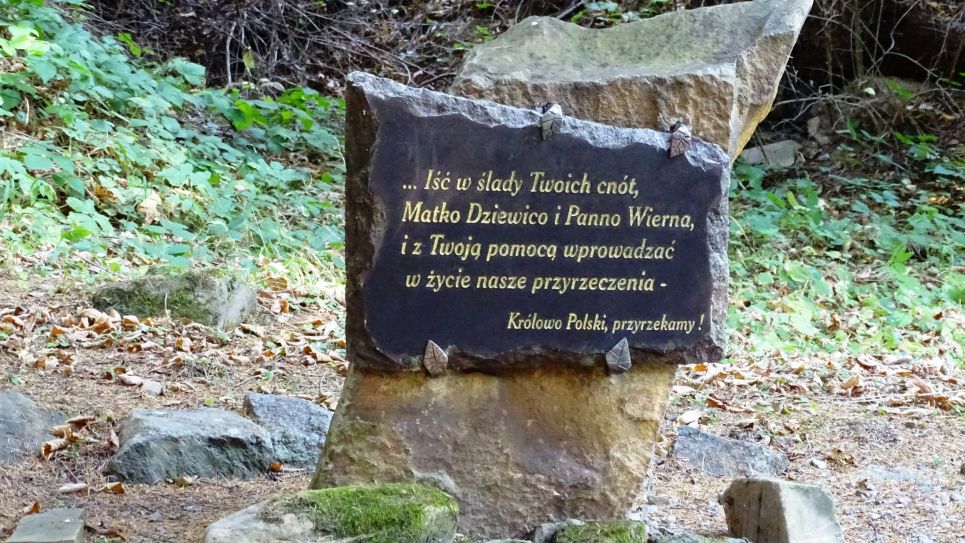 ... Iść w ślady Twoich cnót,
Matko Dziewico i Panno Wierna,
i z Twoją pomocą wprowadzać
w życie nasze przyrzeczenia -
Królowo Polski, przyrzekamy!